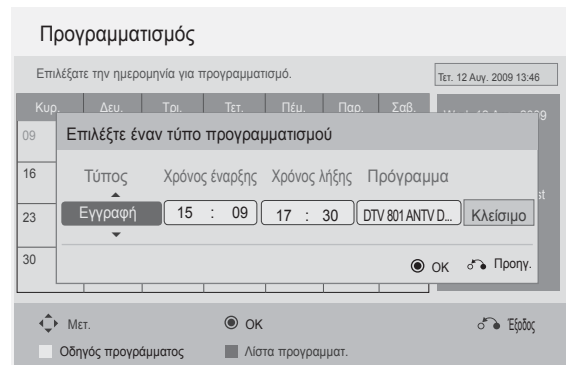 Προγραμματισμός
Επιλέξατε την ημερομηνία για προγραμματισμό.
Τετ. 12 Αυγ. 2009 13:46
Κυρ. Δευ. Τρι. Τετ. Πέμ. Παρ. Σαβ.
09
Επιλέξτε έναν τύπο προγραμματισμού
16
Τύπος Χρόνος έναρξης Χρόνος λήξης Πρόγραμμα
23
Εγγραφή 15 : 09 17 : 30 DTV 801 ANTV D... Κλείσιμο
30
OK Προηγ.
Μετ. OK Έξοδος
Οδηγός προγράμματος Λίστα προγραμματ.